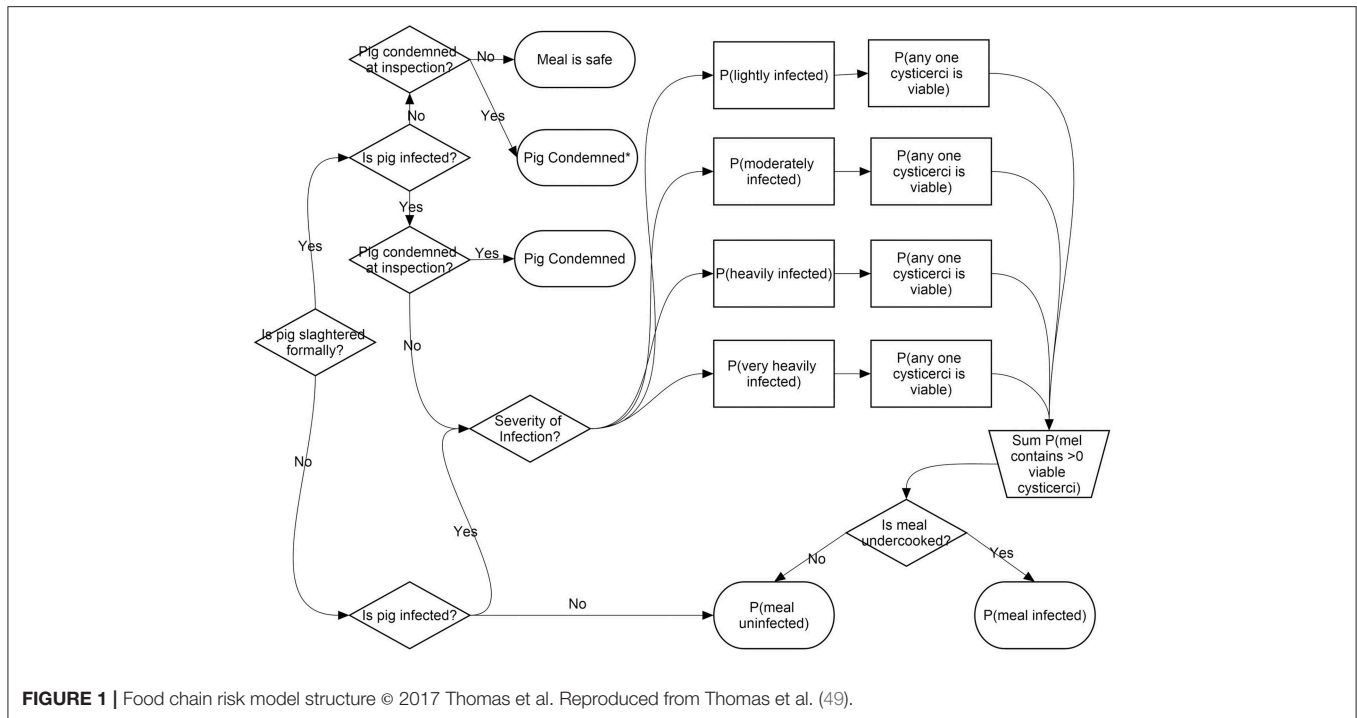 Pig condemned
at inspection?
No
Meal is safe
Yes
No
Is pig infected?
Pig Condemned*
Yes
Yes
Pig condemned
at inspection?
Yes
Pig Condemned
Is pig slaghtered
formally?
No
Severity of
Infection?
No
Yes
Is pig infected?
No
P(lightly infected)
P(any one
cysticerci is
viable)
P(moderately
infected)
P(any one
cysticerci is
viable)
P(heavily infected)
P(any one
cysticerci is
viable)
P(very heavily
infected)
P(any one
cysticerci is
viable)
Sum P(mel
contains >0
viable
cysticerci)
Is meal
undercooked?
No
Yes
P(meal
uninfected)
P(meal infected)
FIGURE 1 | Food chain risk model structure © 2017 Thomas et al. Reproduced from Thomas et al. (49).